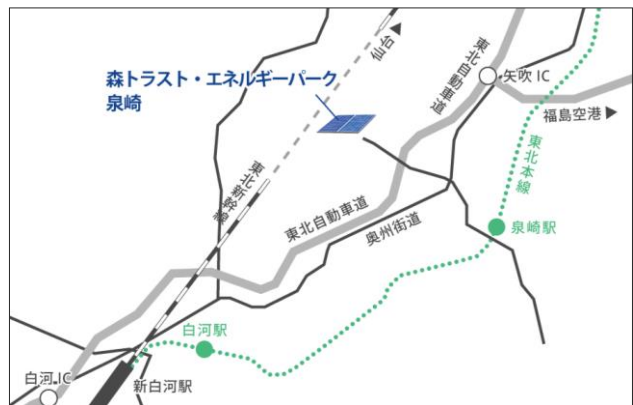 仙台
東北自動車道
矢吹 IC
森トラスト・エネルギーパーク
泉崎
福島空港
東北本線
東北新幹線
東北自動車道
奥州街道
泉崎駅
白河駅
白河 IC
新白河駅